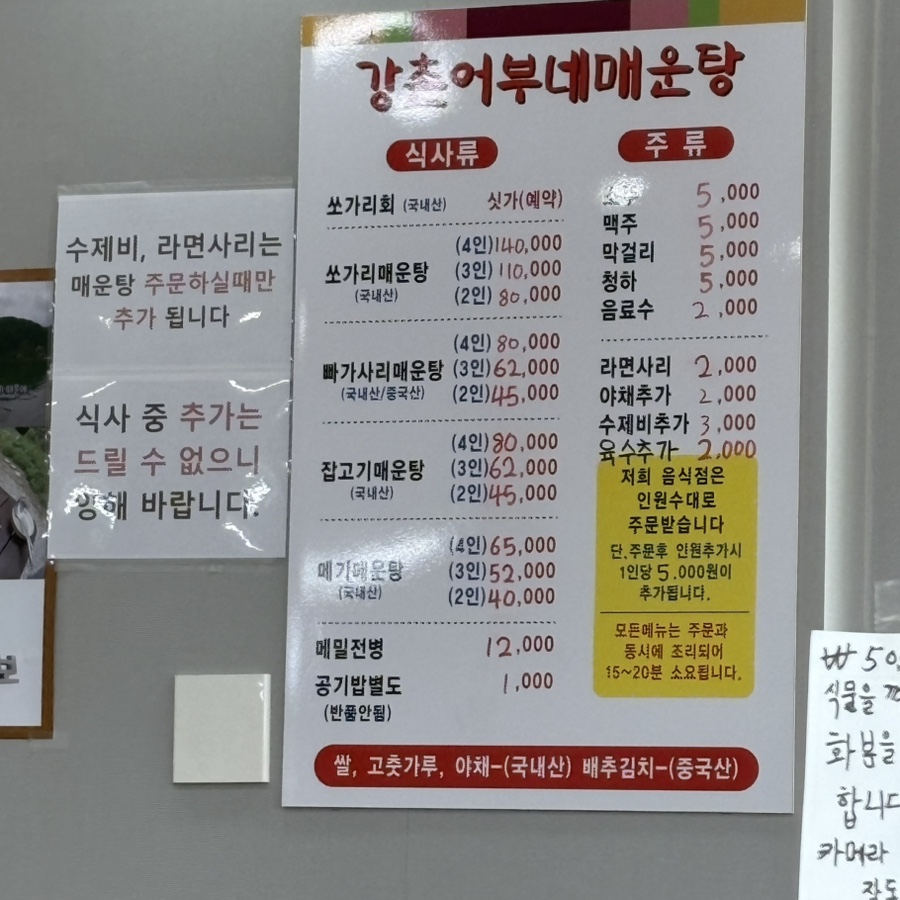 강촌어부네매운탕
식사류
쏘가리회 (국내산) 싯가(예약)
쏘가리매운탕 (국내산)
(4인) 140,000
(3인) 110,000
(2인) 80,000
빠가사리매운탕 (국내산/중국산)
(4인) 80,000
(3인) 62,000
(2인) 45,000
잡고기매운탕 (국내산)
(4인) 80,000
(3인) 62,000
(2인) 45,000
메기매운탕 (국내산)
(4인) 65,000
(3인) 52,000
(2인) 40,000
메밀전병 12,000
공기밥별도 1,000
(반품안됨)
주 류
5,000
맥주 5,000
막걸리 5,000
청하 5,000
음료수 2,000
라면사리 2,000
야채추가 2,000
수제비추가 3,000
육수추가 2,000
저희 음식점은
인원수대로
주문받습니다
단.주문후 인원추가시
1인당 5.000원이
추가됩니다.
모든메뉴는 주문과
동시에 조리되어
15~20분 소요됩니다.
쌀, 고춧가루, 야채-(국내산) 배추김치-(중국산)
수제비, 라면사리는
매운탕 주문하실때만
추가 됩니다
식사 중 추가는
드릴 수 없으니
양해 바랍니다.
보
₩50,
식물을
화분을
합니다
카메라